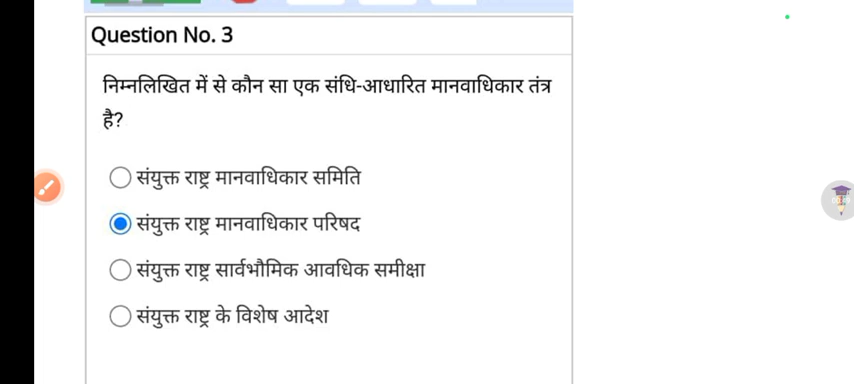 Question No. 3
निम्नलिखित में से कौन सा एक संधि-आधारित मानवाधिकार तंत्र
है?
संयुक्त राष्ट्र मानवाधिकार समिति
संयुक्त राष्ट्र मानवाधिकार परिषद
संयुक्त राष्ट्र सार्वभौमिक आवधिक समीक्षा
संयुक्त राष्ट्र के विशेष आदेश